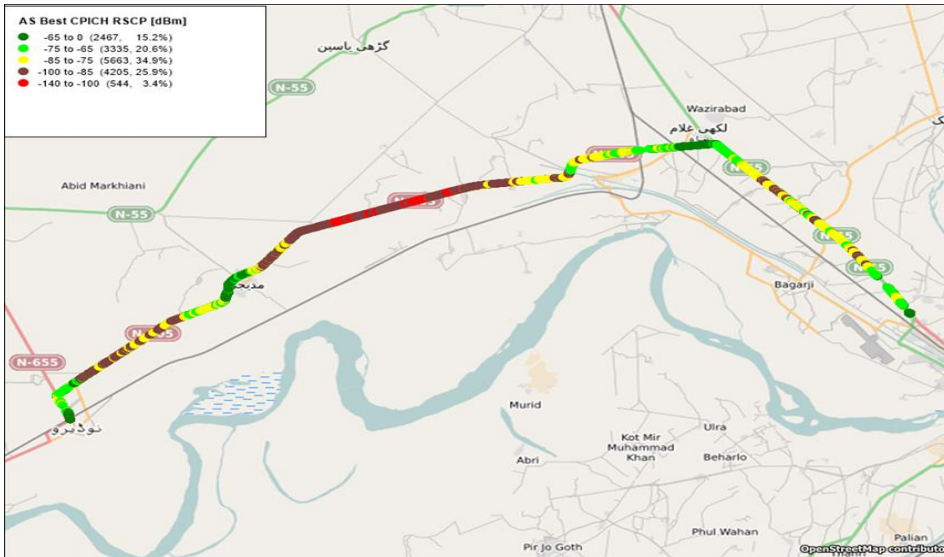 AS Best CPICH RSCP [dBm]
-65 to 0 (2467, 15.2%)
-75 to -65 (3335, 20.6%)
-85 to -75 (5663, 34.9%)
-100 to -85 (4205, 25.9%)
-140 to -100 (544, 3.4%)
گڑھی یاسین
N-55
Wazirabad
لکھی غلام
Abid Markhiani
N-55
Bagarji
N-655
Murid
Ulra
Kot Mir
Muhammad
Khan
Beharlo
Abri
Phul Wahan
Palian
Pir Jo Goth
OpenStreetMap contributo